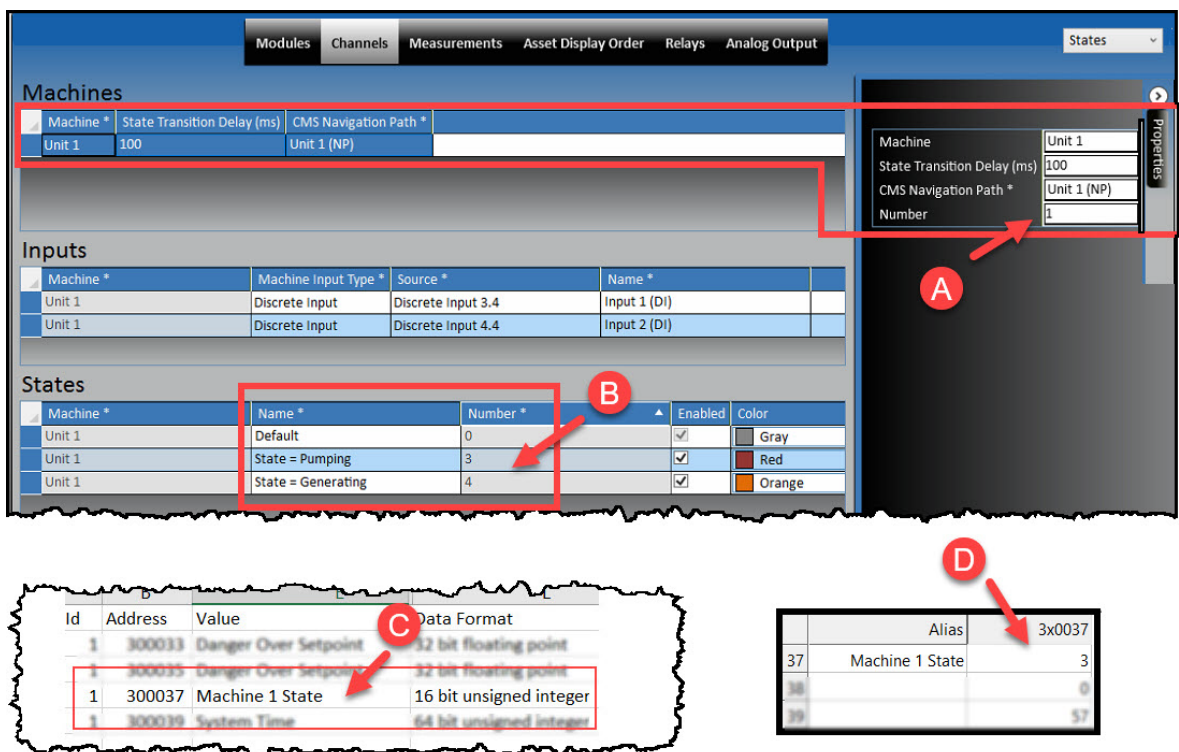 Modules Channels Measurements Asset Display Order Relays Analog Output
States
Machines
Machine * State Transition Delay (ms) CMS Navigation Path *
Unit 1 100 Unit 1 (NP)
Properties
Machine Unit 1
State Transition Delay (ms) 100
CMS Navigation Path * Unit 1 (NP)
Number 1
A
Inputs
Machine * Machine Input Type * Source * Name *
Unit 1 Discrete Input Discrete Input 3.4 Input 1 (DI)
Unit 1 Discrete Input Discrete Input 4.4 Input 2 (DI)
States
B
Machine * Name * Number * Enabled Color
Unit 1 Default 0 Gray
Unit 1 State = Pumping 3 Red
Unit 1 State = Generating 4 Orange
Id Address Value Data Format
C
1 300033 Danger Over Setpoint 32 bit floating point
1 300035 Danger Over Setpoint 32 bit floating point
1 300037 Machine 1 State 16 bit unsigned integer
1 300039 System Time 64 bit unsigned integer
D
Alias 3x0037
37 Machine 1 State 3
38 0
39 57